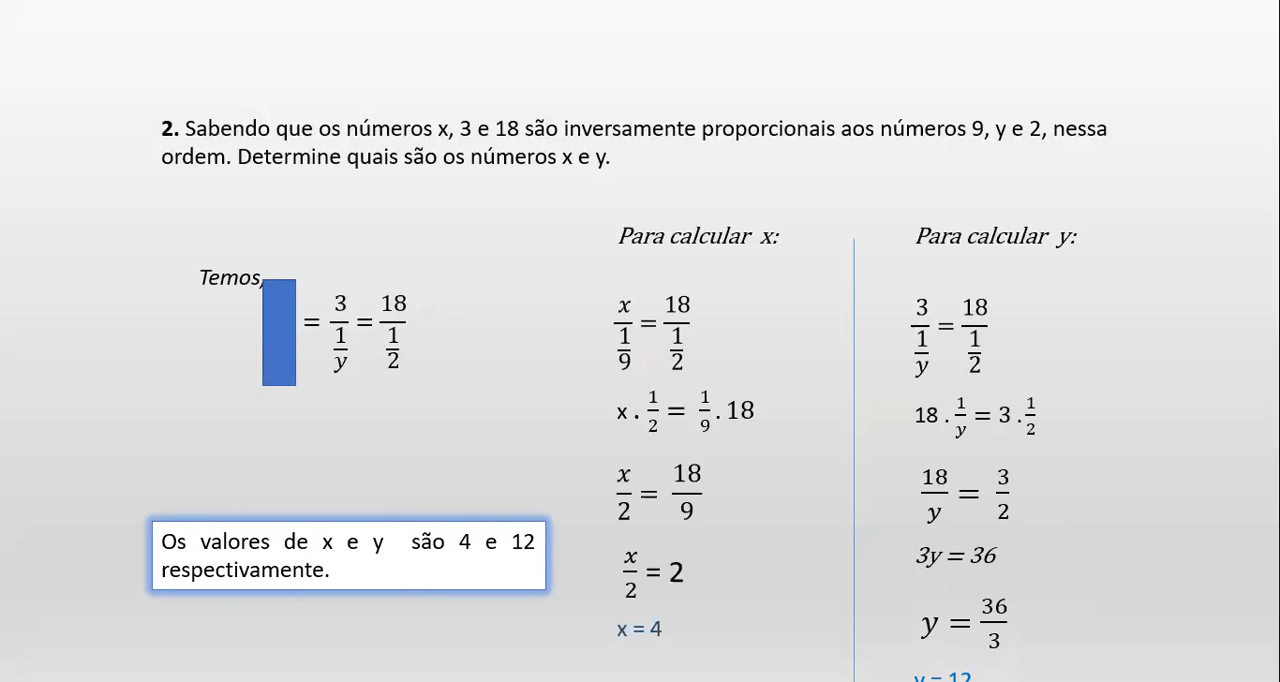 2. Sabendo que os números x, 3 e 18 são inversamente proporcionais aos números 9, y e 2, nessa
ordem. Determine quais são os números x e y.
Temos,
= 3/(1/y) = 18/(1/2)
Os valores de x e y são 4 e 12
respectivamente.
Para calcular x:
x/(1/9) = 18/(1/2)
x . 1/2 = 1/9 . 18
x/2 = 18/9
x/2 = 2
x = 4
Para calcular y:
3/(1/y) = 18/(1/2)
18 . 1/y = 3 . 1/2
18/y = 3/2
3y = 36
y = 36/3
y = 12